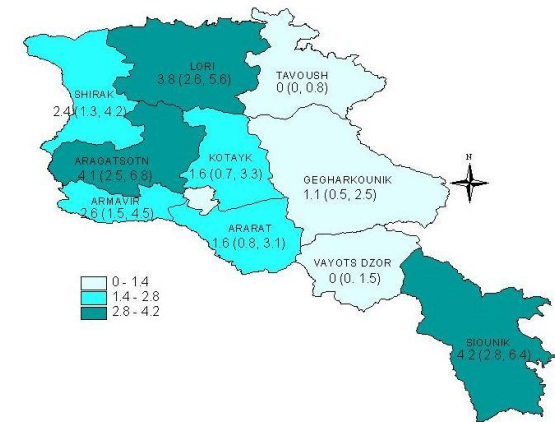 LORI
3.8 (2.6, 5.6)
TAVOUSH
0 (0, 0.8)
SHIRAK
2.4 (1.3, 4.2)
ARAGATSOTN
4.1 (2.5, 6.8)
KOTAYK
1.6 (0.7, 3.3)
GEGHARKOUNIK
1.1 (0.5, 2.5)
N
ARMAVIR
2.6 (1.5, 4.5)
ARARAT
1.6 (0.8, 3.1)
VAYOTS DZOR
0 (0. 1.5)
0 - 1.4
1.4 - 2.8
2.8 - 4.2
SIOUNIK
4.2 (2.8, 6.4)